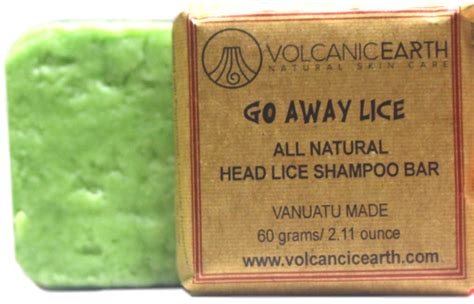 VOLCANICEARTH
NATURAL SKIN CARE
GO AWAY LICE
ALL NATURAL
HEAD LICE SHAMPOO BAR
VANUATU MADE
60 grams/ 2.11 ounce
www.volcancicearth.com